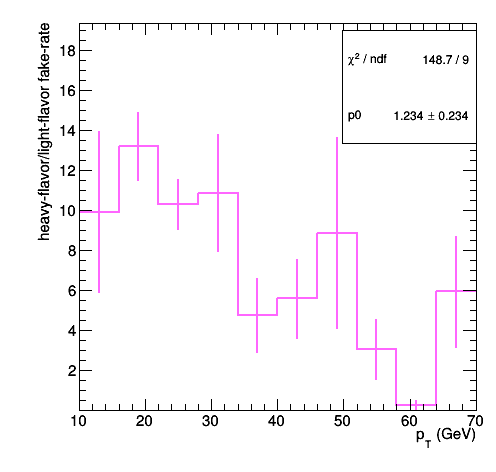 heavy-flavor/light-flavor fake-rate
18
16
14
12
10
8
6
4
2
χ² / ndf 148.7 / 9
p0 1.234 ± 0.234
10 20 30 40 50 60 70
p_T (GeV)